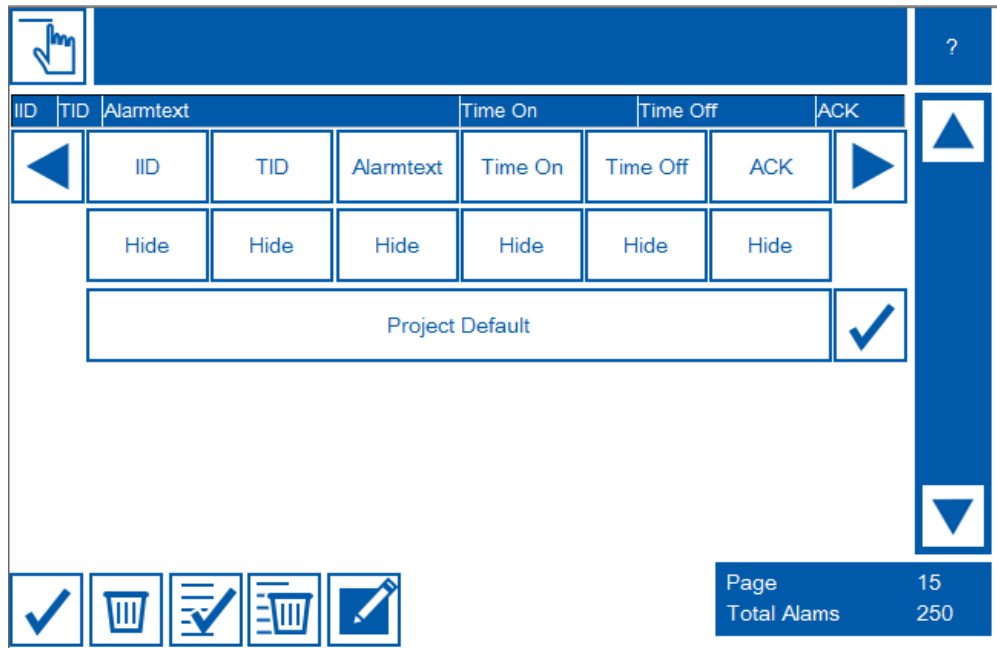 ?
IID TID Alarmtext Time On Time Off ACK
IID TID Alarmtext Time On Time Off ACK
Hide Hide Hide Hide Hide Hide
Project Default
Page 15
Total Alams 250